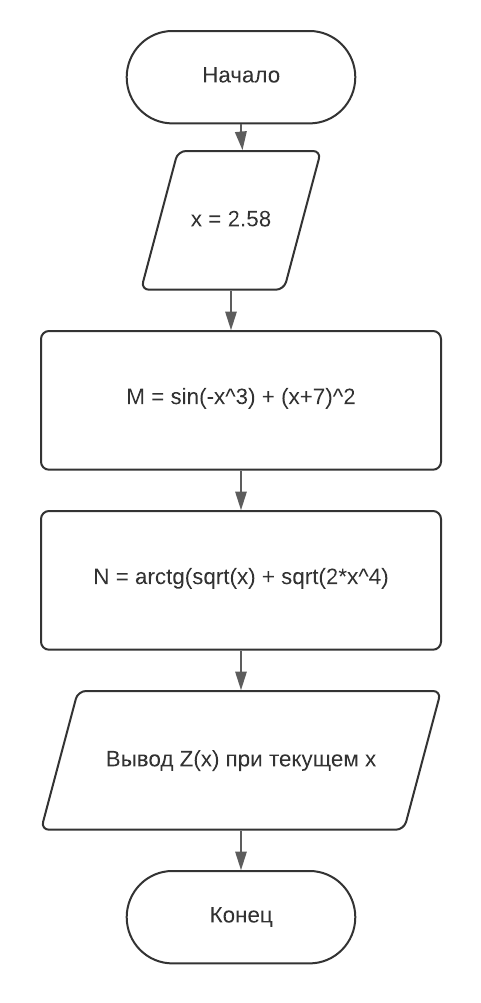 Начало
x = 2.58
M = sin(-x^3) + (x+7)^2
N = arctg(sqrt(x) + sqrt(2*x^4)
Вывод Z(x) при текущем x
Конец